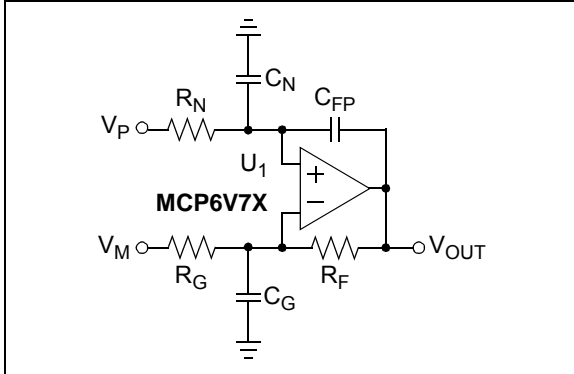 C_N
R_N
C_FP
V_P
U_1
+
MCP6V7X
−
V_M
V_OUT
R_G
R_F
C_G